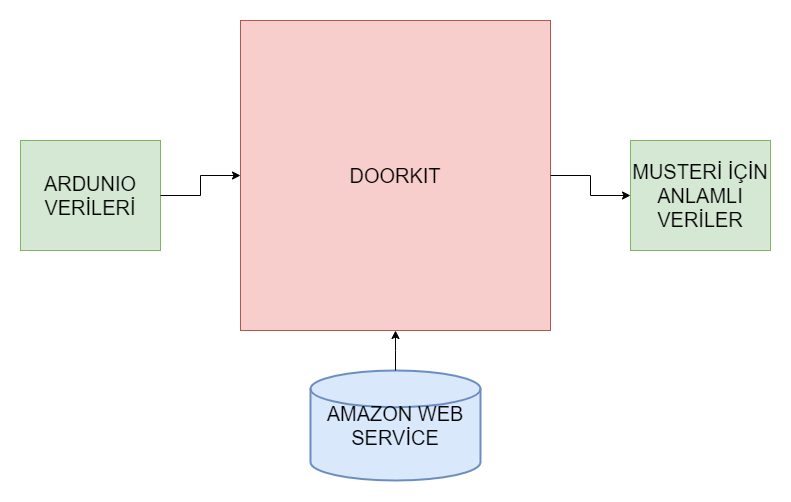 ARDUNIO
VERİLERİ
DOORKIT
MUSTERİ İÇİN
ANLAMLI
VERİLER
AMAZON WEB
SERVİCE